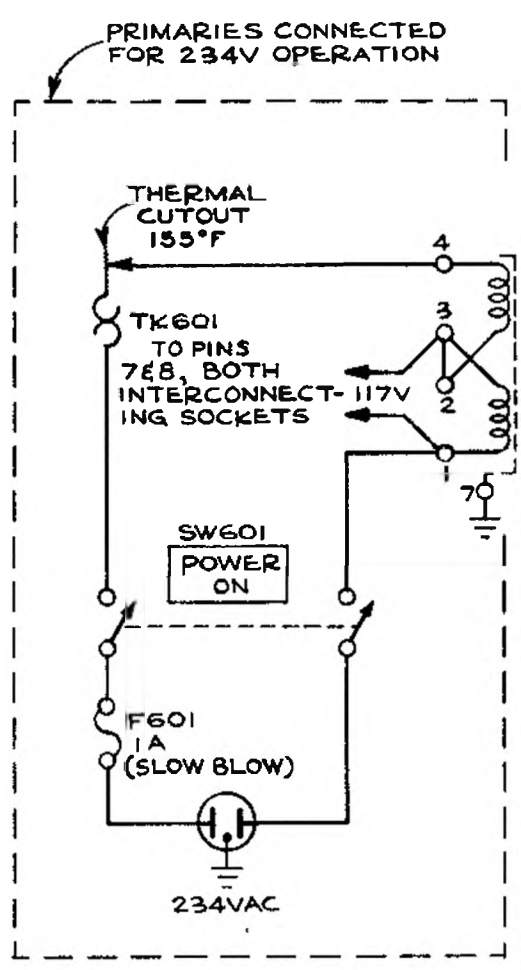 PRIMARIES CONNECTED
FOR 234V OPERATION
THERMAL
CUTOUT
155°F
4
TK601
3
TO PINS
7&8, BOTH
INTERCONNECT- 117V
ING SOCKETS
2
1
7
SW601
POWER
ON
F601
1A
(SLOW BLOW)
234VAC